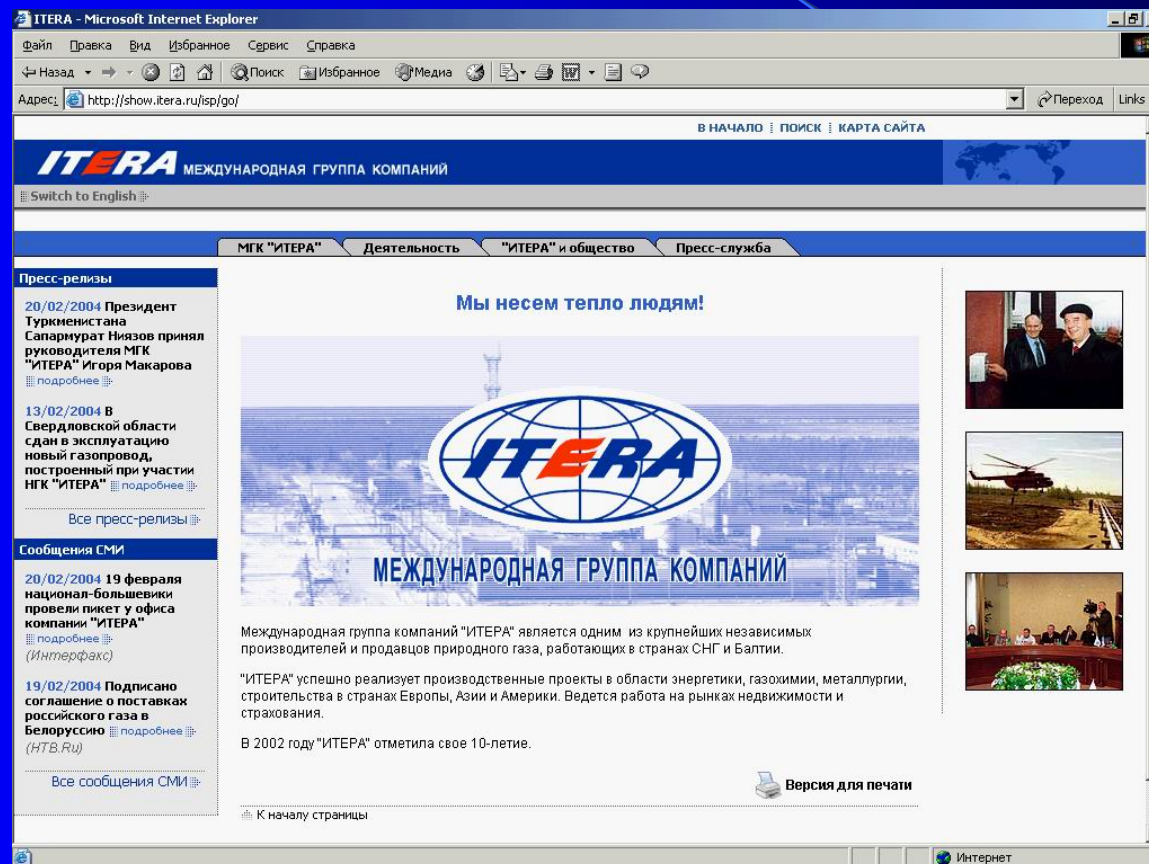 ITERA - Microsoft Internet Explorer
Файл Правка Вид Избранное Сервис Справка
Назад Поиск Избранное Медиа
Адрес: http://show.itera.ru/isp/go/ Переход Links
В НАЧАЛО ПОИСК КАРТА САЙТА
ITERA МЕЖДУНАРОДНАЯ ГРУППА КОМПАНИЙ
Switch to English
МГК "ИТЕРА" Деятельность "ИТЕРА" и общество Пресс-служба
Пресс-релизы
20/02/2004 Президент
Туркменистана
Сапармурат Ниязов принял
руководителя МГК
"ИТЕРА" Игоря Макарова
подробнее
13/02/2004 В
Свердловской области
сдан в эксплуатацию
новый газопровод,
построенный при участии
НГК "ИТЕРА" подробнее
Все пресс-релизы
Сообщения СМИ
20/02/2004 19 февраля
национал-большевики
провели пикет у офиса
компании "ИТЕРА"
подробнее
(Интерфакс)
19/02/2004 Подписано
соглашение о поставках
российского газа в
Белоруссию подробнее
(НТВ.Ru)
Все сообщения СМИ
Мы несем тепло людям!
ITERA
МЕЖДУНАРОДНАЯ ГРУППА КОМПАНИЙ
Международная группа компаний "ИТЕРА" является одним из крупнейших независимых
производителей и продавцов природного газа, работающих в странах СНГ и Балтии.
"ИТЕРА" успешно реализует производственные проекты в области энергетики, газохимии, металлургии,
строительства в странах Европы, Азии и Америки. Ведется работа на рынках недвижимости и
страхования.
В 2002 году "ИТЕРА" отметила свое 10-летие.
Версия для печати
К началу страницы
Интернет